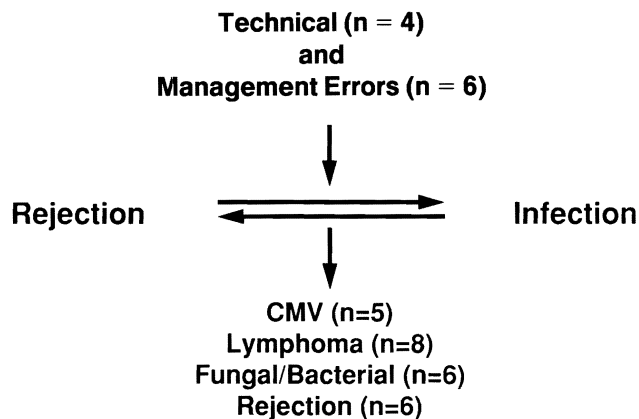 Technical (n = 4)
and
Management Errors (n = 6)
Rejection
Infection
CMV (n=5)
Lymphoma (n=8)
Fungal/Bacterial (n=6)
Rejection (n=6)